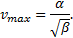 v_max = α/√β.